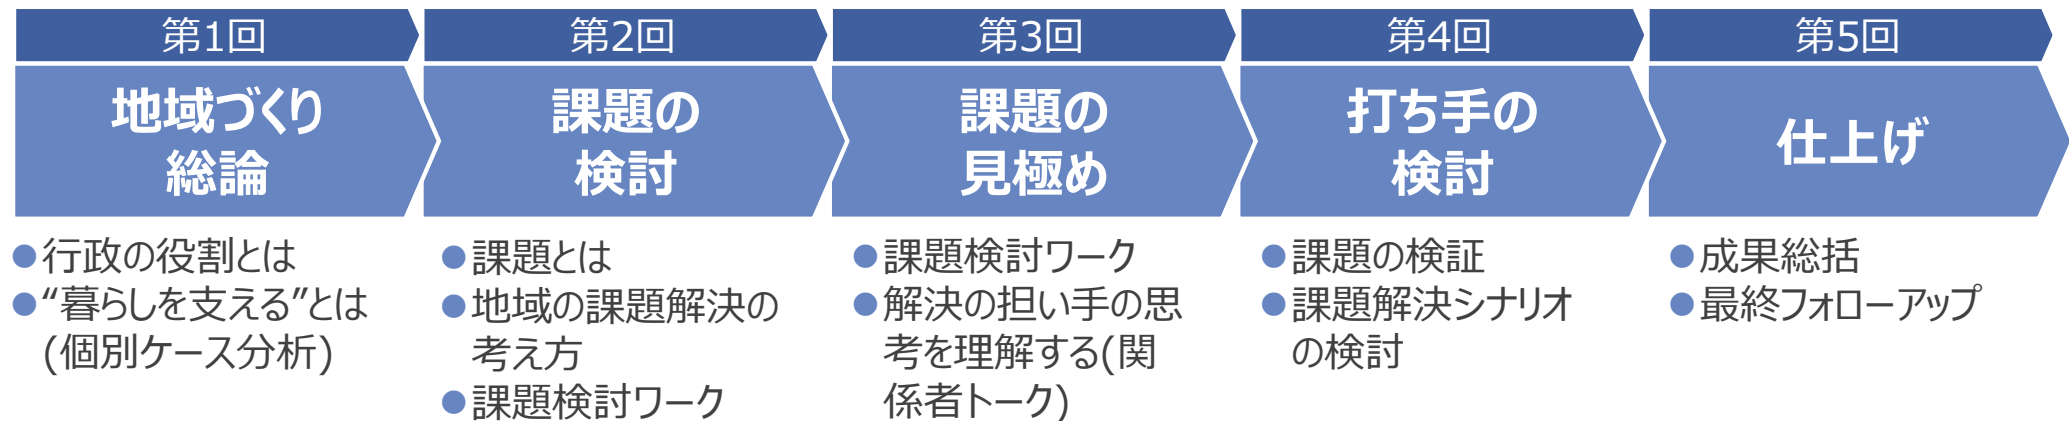 第1回
地域づくり
総論
●行政の役割とは
●“暮らしを支える”とは
(個別ケース分析)
第2回
課題の
検討
●課題とは
●地域の課題解決の
考え方
●課題検討ワーク
第3回
課題の
見極め
●課題検討ワーク
●解決の担い手の思
考を理解する(関
係者トーク)
第4回
打ち手の
検討
●課題の検証
●課題解決シナリオ
の検討
第5回
仕上げ
●成果総括
●最終フォローアップ